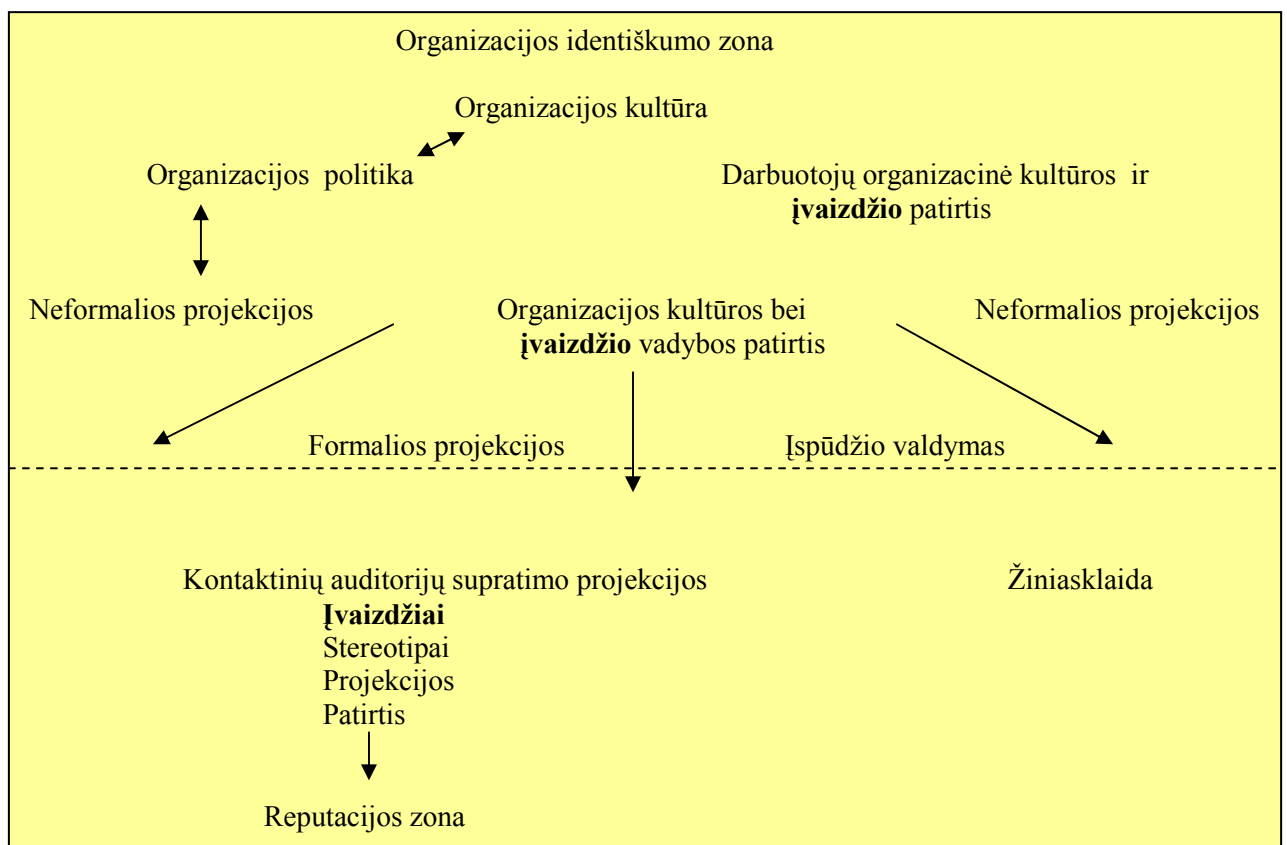 Organizacijos identiškumo zona
Organizacijos kultūra
Organizacijos politika
Darbuotojų organizacinė kultūros ir
įvaizdžio patirtis
Neformalios projekcijos
Organizacijos kultūros bei
įvaizdžio vadybos patirtis
Neformalios projekcijos
Formalios projekcijos
Įspūdžio valdymas
Kontaktinių auditorijų supratimo projekcijos
Žiniasklaida
Įvaizdžiai
Stereotipai
Projekcijos
Patirtis
Reputacijos zona